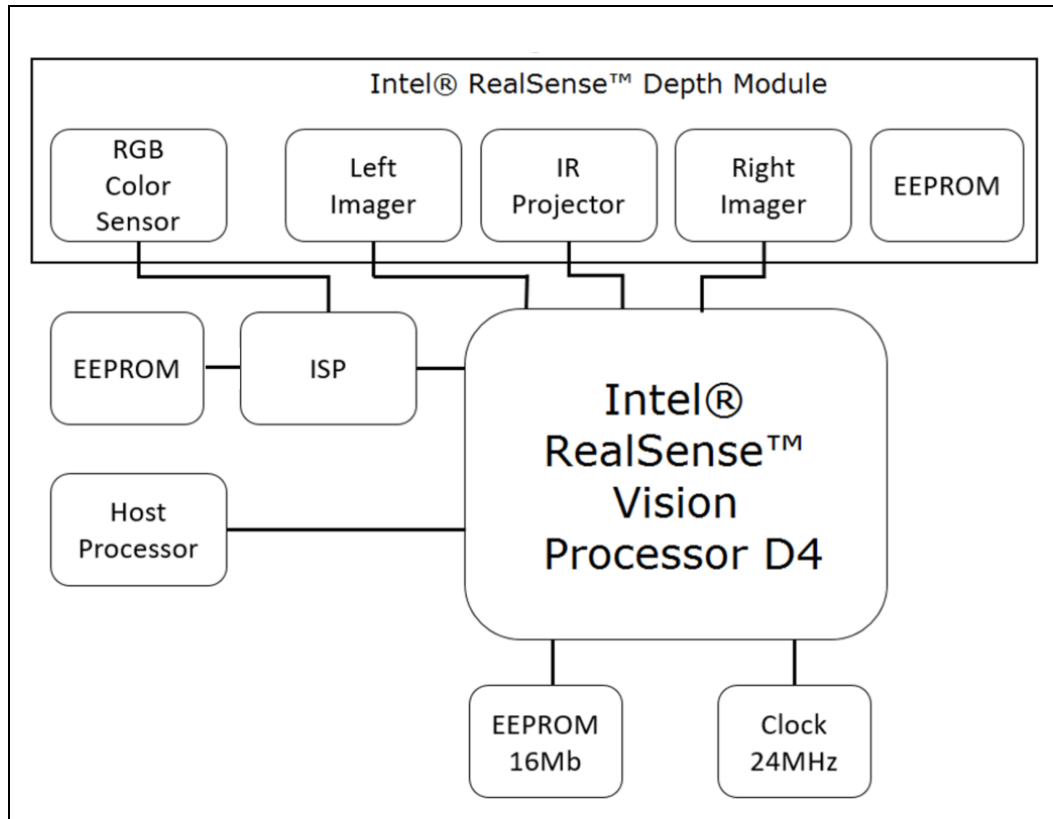 Intel® RealSense™ Depth Module
RGB
Color
Sensor
Left
Imager
IR
Projector
Right
Imager
EEPROM
EEPROM
ISP
Intel®
RealSense™
Vision
Processor D4
Host
Processor
EEPROM
16Mb
Clock
24MHz